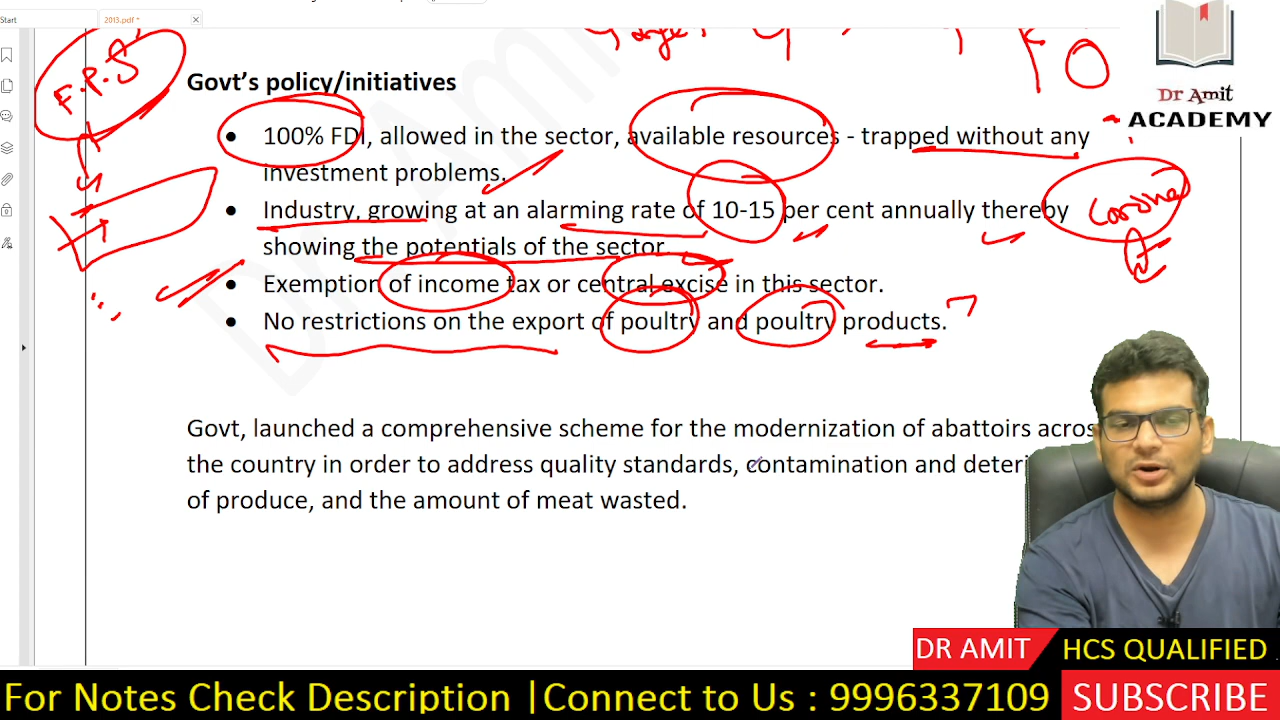 Start
2013.pdf *
F.P.S
Govt's policy/initiatives
• 100% FDI, allowed in the sector, available resources - trapped without any
investment problems.
• Industry, growing at an alarming rate of 10-15 per cent annually thereby
showing the potentials of the sector.
• Exemption of income tax or central excise in this sector.
• No restrictions on the export of poultry and poultry products.
Govt, launched a comprehensive scheme for the modernization of abattoirs
the country in order to address quality standards, contamination and
of produce, and the amount of meat wasted.
Dr Amit
ACADEMY
DR AMIT
HCS QUALIFIED
For Notes Check Description | Connect to Us : 9996337109
SUBSCRIBE